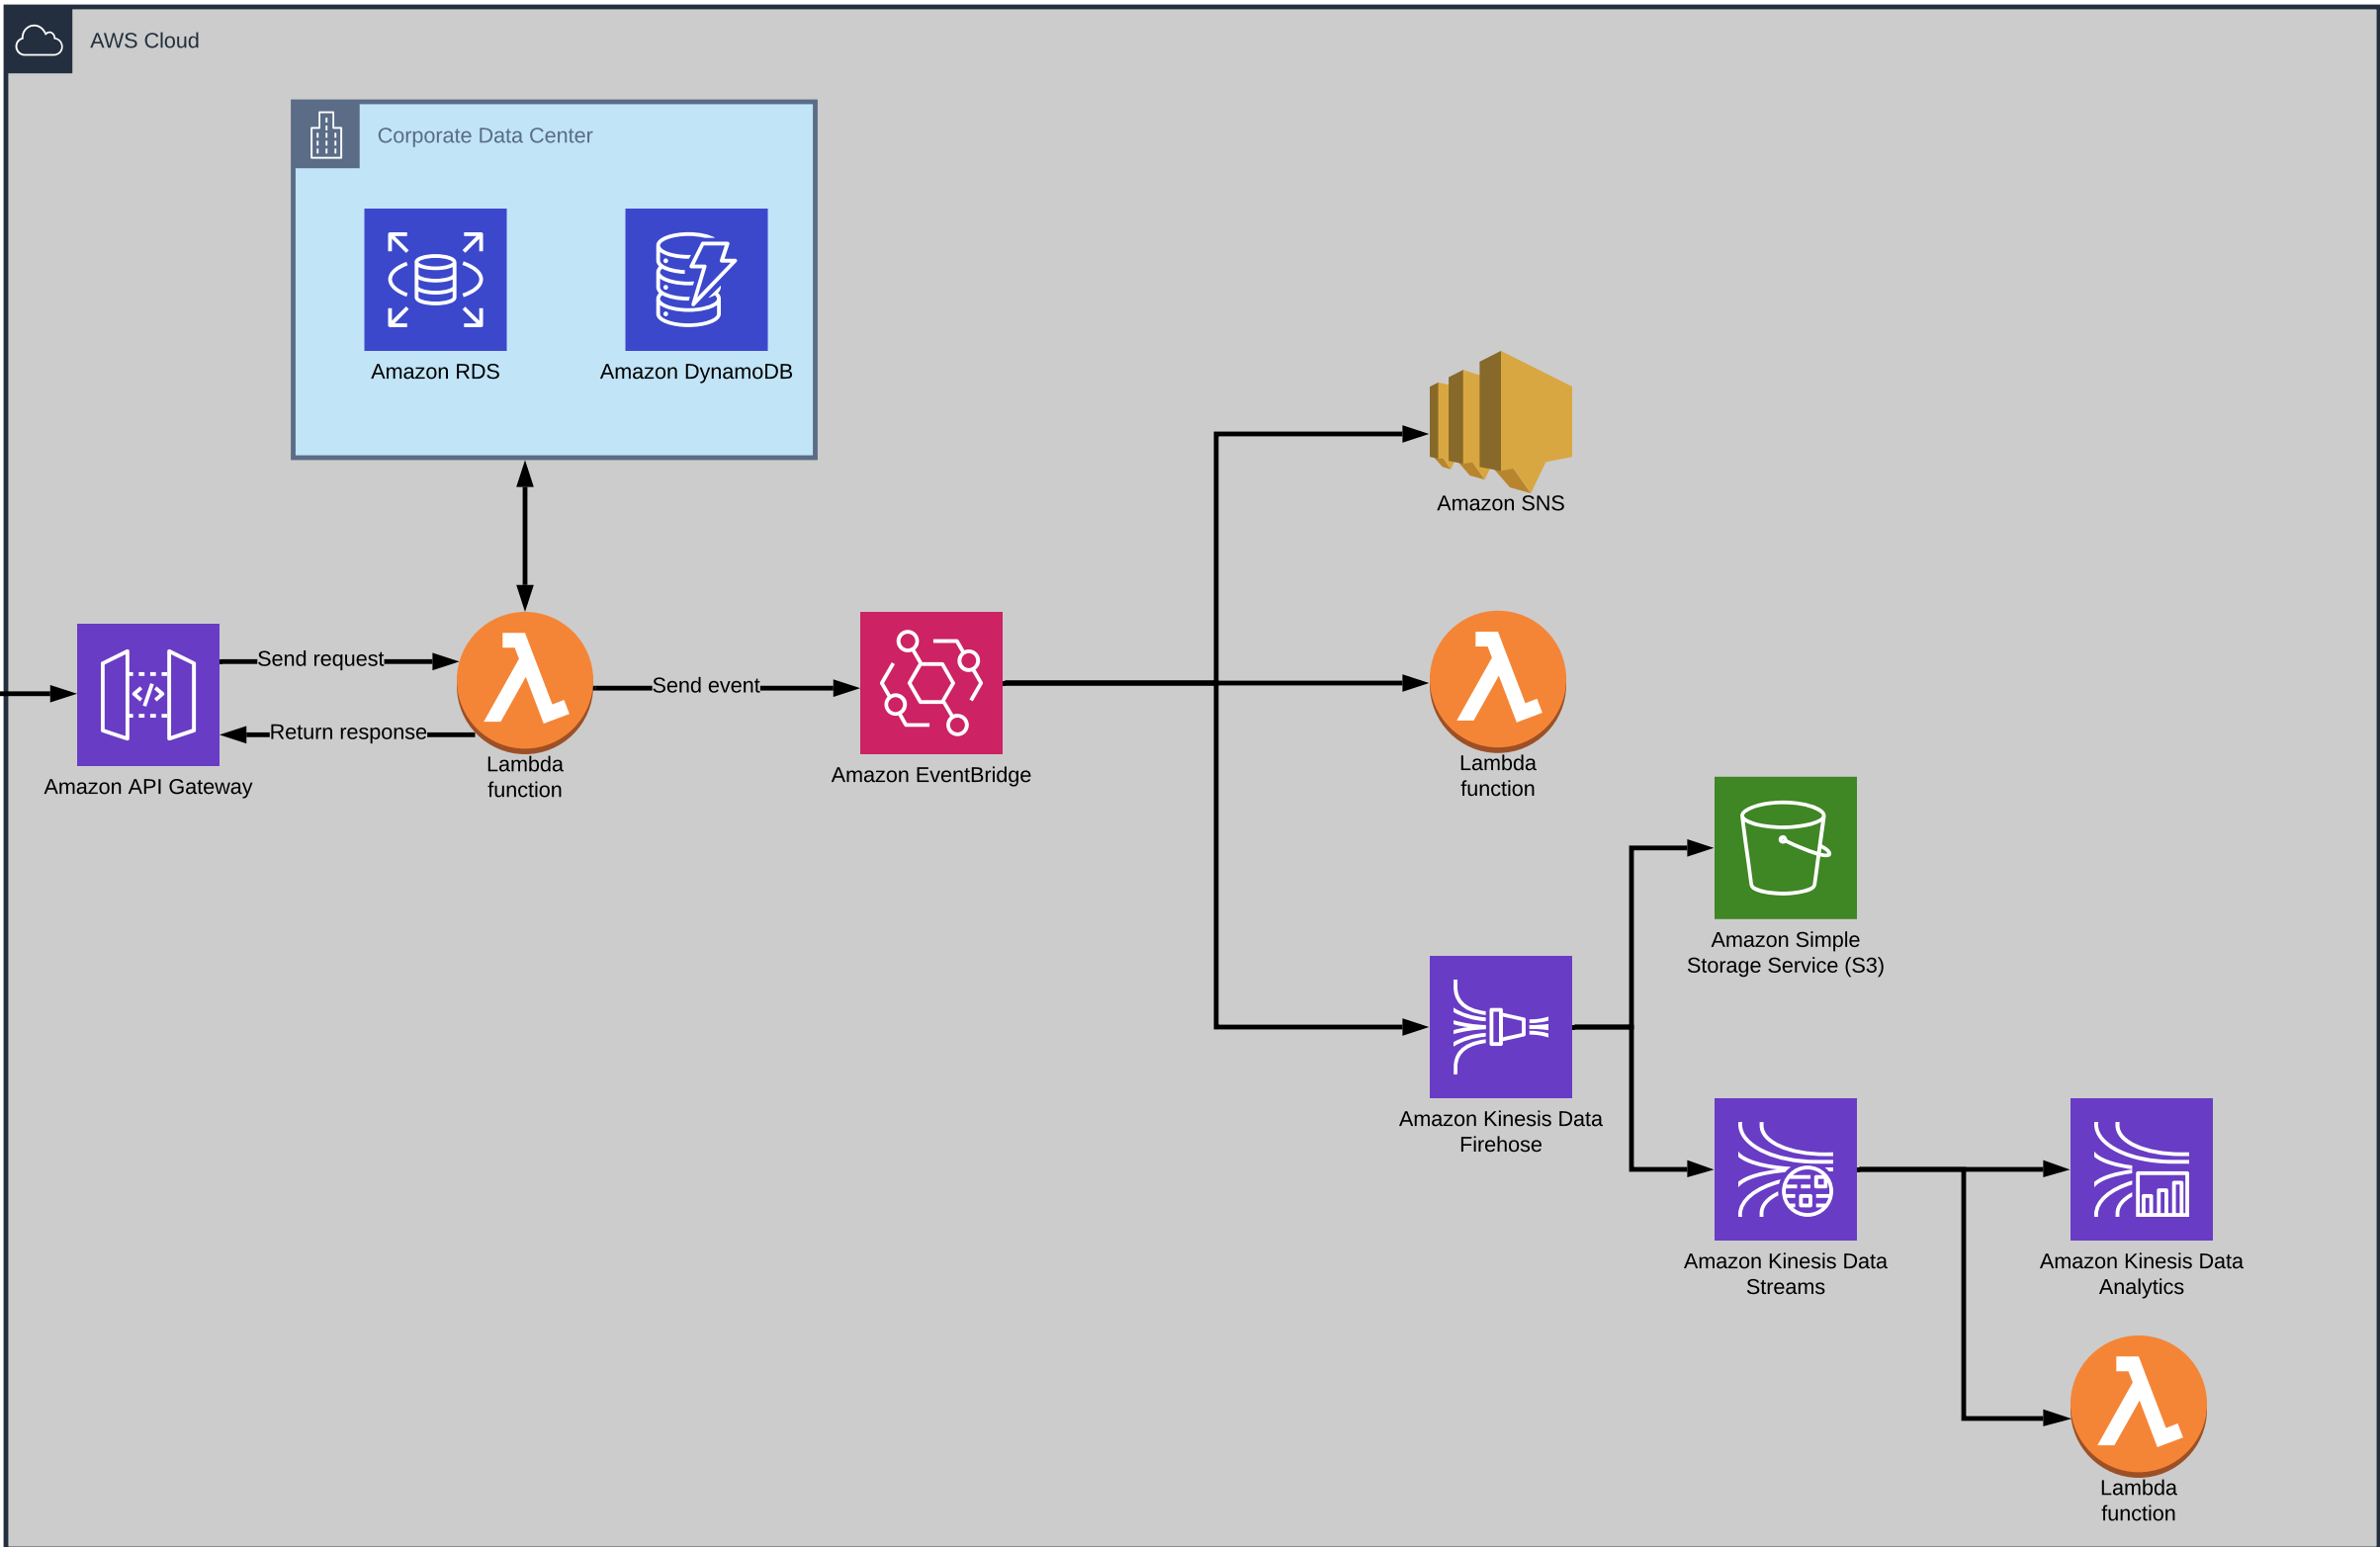 AWS Cloud
Corporate Data Center
Amazon RDS
Amazon DynamoDB
Amazon SNS
Send request
Send event
Return response
Amazon API Gateway
Lambda
function
Amazon EventBridge
Lambda
function
Amazon Simple
Storage Service (S3)
Amazon Kinesis Data
Firehose
Amazon Kinesis Data
Streams
Amazon Kinesis Data
Analytics
Lambda
function